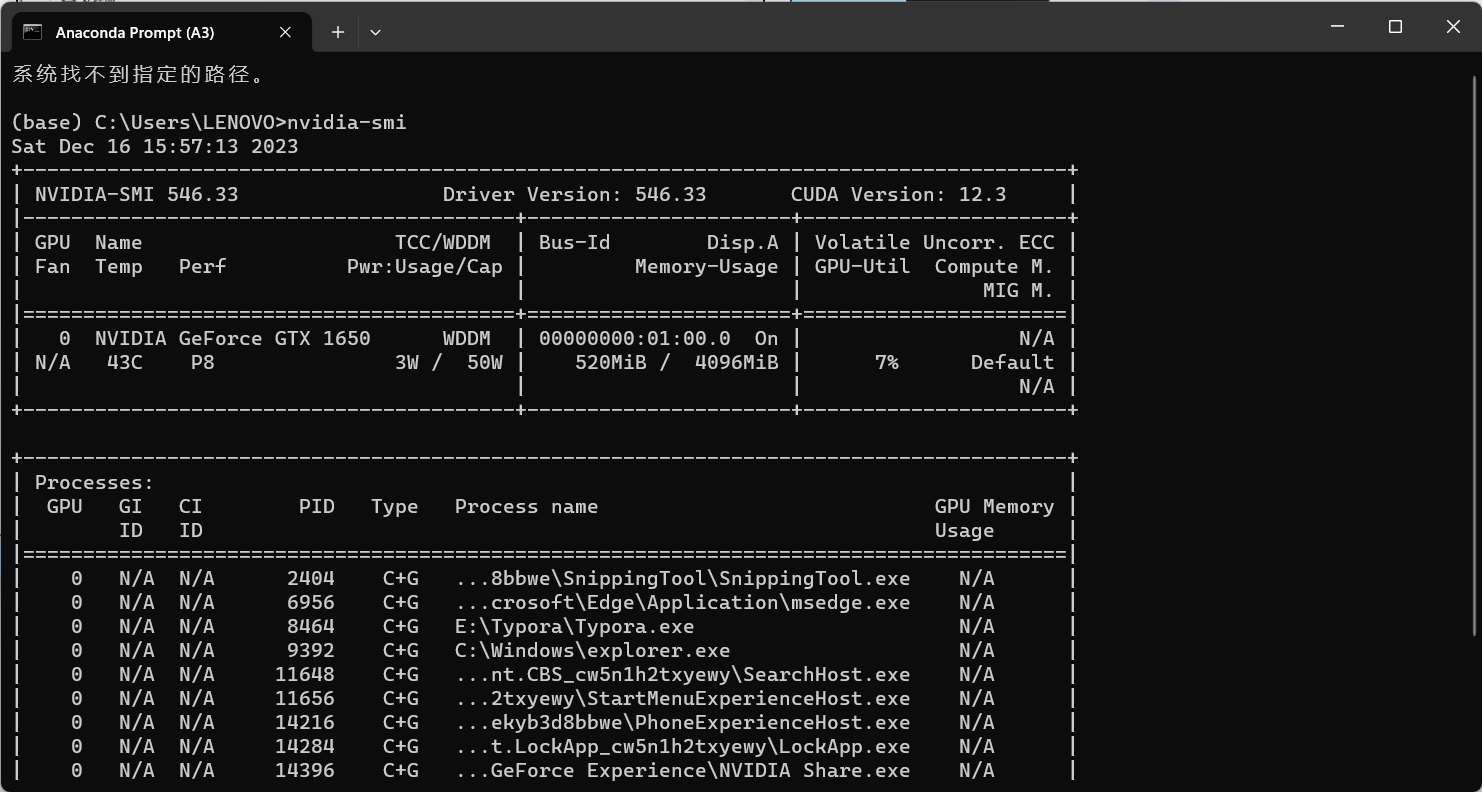 Anaconda Prompt (A3)
系统找不到指定的路径。
(base) C:\Users\LENOVO>nvidia-smi
Sat Dec 16 15:57:13 2023
+---------------------------------------------------------------------------------------+
| NVIDIA-SMI 546.33                 Driver Version: 546.33       CUDA Version: 12.3     |
|-----------------------------------------+----------------------+----------------------+
| GPU  Name                     TCC/WDDM  | Bus-Id        Disp.A | Volatile Uncorr. ECC |
| Fan  Temp   Perf          Pwr:Usage/Cap |         Memory-Usage | GPU-Util  Compute M. |
|                                         |                      |               MIG M. |
|=========================================+======================+======================|
|   0  NVIDIA GeForce GTX 1650      WDDM  | 00000000:01:00.0  On |                  N/A |
| N/A   43C    P8               3W /  50W |    520MiB /  4096MiB |      7%      Default |
|                                         |                      |                  N/A |
+-----------------------------------------+----------------------+----------------------+
+---------------------------------------------------------------------------------------+
| Processes:                                                                            |
|  GPU   GI   CI        PID   Type   Process name                            GPU Memory |
|        ID   ID                                                             Usage      |
|=======================================================================================|
|    0   N/A  N/A      2404    C+G   ...8bbwe\SnippingTool\SnippingTool.exe    N/A      |
|    0   N/A  N/A      6956    C+G   ...crosoft\Edge\Application\msedge.exe    N/A      |
|    0   N/A  N/A      8464    C+G   E:\Typora\Typora.exe                      N/A      |
|    0   N/A  N/A      9392    C+G   C:\Windows\explorer.exe                   N/A      |
|    0   N/A  N/A     11648    C+G   ...nt.CBS_cw5n1h2txyewy\SearchHost.exe    N/A      |
|    0   N/A  N/A     11656    C+G   ...2txyewy\StartMenuExperienceHost.exe    N/A      |
|    0   N/A  N/A     14216    C+G   ...ekyb3d8bbwe\PhoneExperienceHost.exe    N/A      |
|    0   N/A  N/A     14284    C+G   ...t.LockApp_cw5n1h2txyewy\LockApp.exe    N/A      |
|    0   N/A  N/A     14396    C+G   ...GeForce Experience\NVIDIA Share.exe    N/A      |